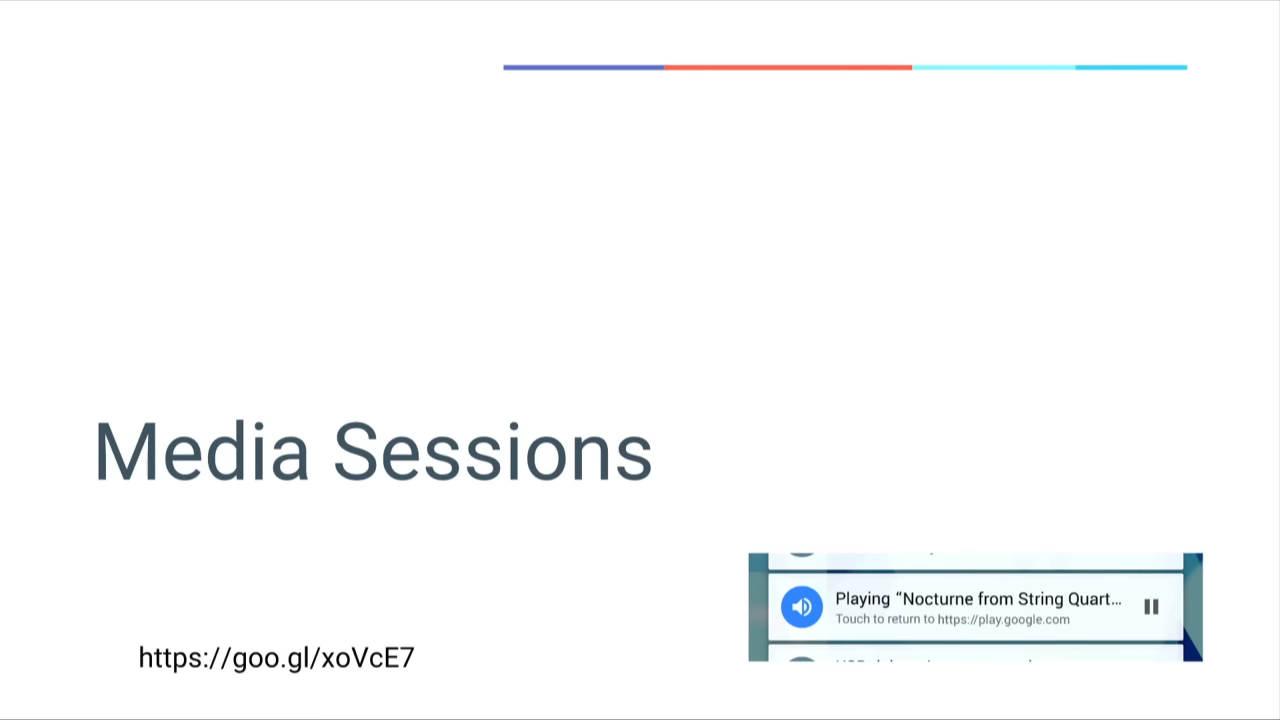 Media Sessions
Playing “Nocturne from String Quart...
Touch to return to https://play.google.com
https://goo.gl/xoVcE7